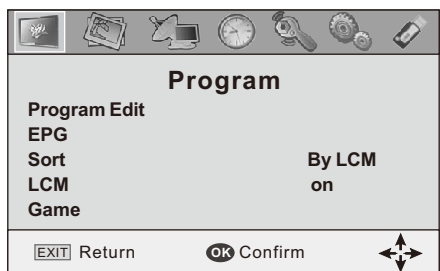 Program
Program Edit
EPG
Sort By LCM
LCM on
Game
EXIT Return OK Confirm